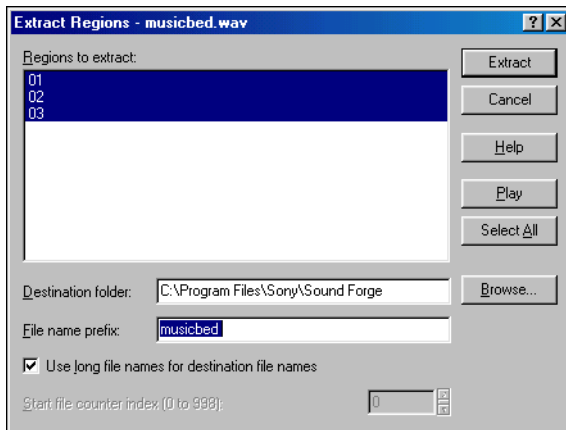 Extract Regions - musicbed.wav
Regions to extract:
01
02
03
Extract
Cancel
Help
Play
Select All
Destination folder:
C:\Program Files\Sony\Sound Forge
Browse...
File name prefix:
musicbed
Use long file names for destination file names
Start file counter index (0 to 998):
0